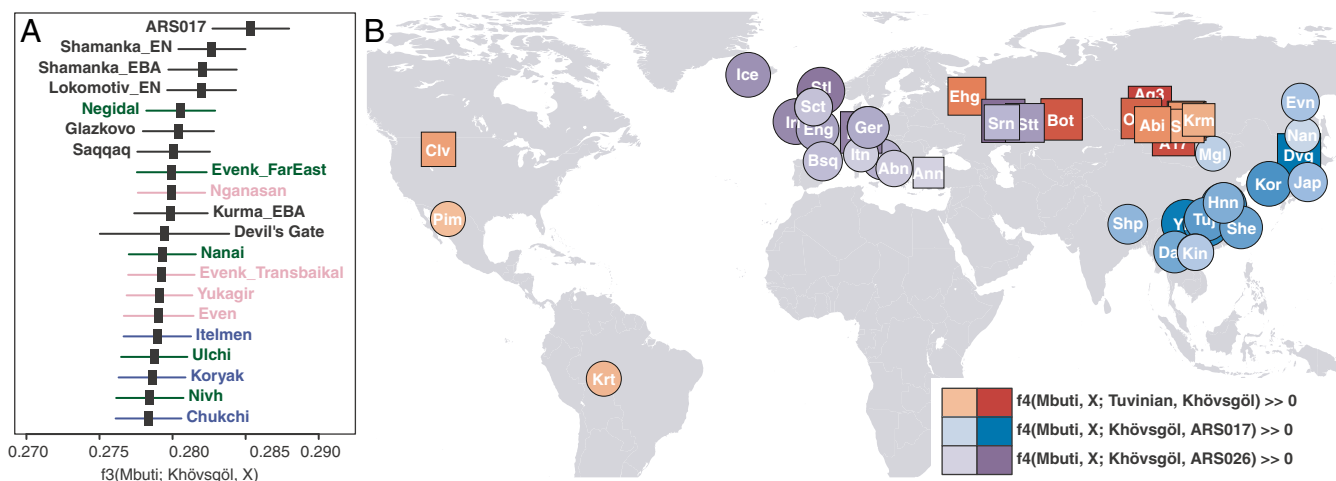 A
ARS017
Shamanka_EN
Shamanka_EBA
Lokomotiv_EN
Negidal
Glazkovo
Saqqaq
Evenk_FarEast
Nganasan
Kurma_EBA
Devil's Gate
Nanai
Evenk_Transbaikal
Yukagir
Even
Itelmen
Ulchi
Koryak
Nivh
Chukchi
0.270 0.275 0.280 0.285 0.290
f3(Mbuti; Khövsgöl, X)
B
Ice
Stl
Sct
Eng
Ger
Bsq
Itn
Abn
Ann
Ehg
Srn
Stt
Bot
Ag3
Abi
Krm
A17
Mgl
Evn
Nan
Dvg
Kor
Jap
Shp
Hnn
Tuj
She
Kin
Clv
Pim
Krt
f4(Mbuti, X; Tuvinian, Khövsgöl) >> 0
f4(Mbuti, X; Khövsgöl, ARS017) >> 0
f4(Mbuti, X; Khövsgöl, ARS026) >> 0